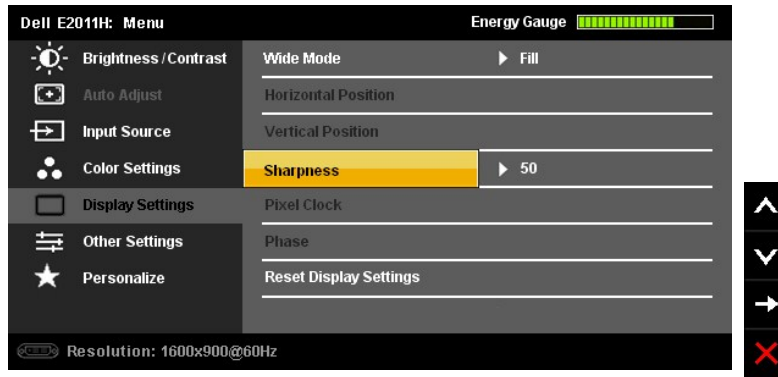 Dell E2011H: Menu Energy Gauge
Brightness / Contrast Wide Mode Fill
Auto Adjust Horizontal Position
Input Source Vertical Position
Color Settings Sharpness 50
Display Settings Pixel Clock
Other Settings Phase
Personalize Reset Display Settings
Resolution: 1600x900@60Hz